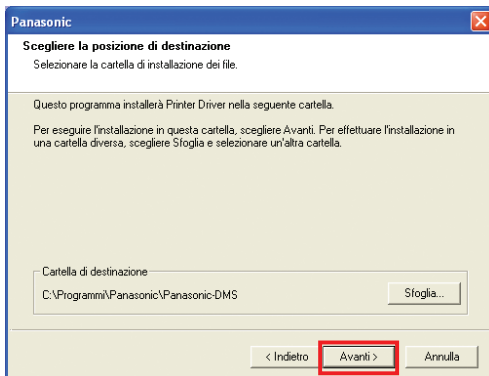 Panasonic
Scegliere la posizione di destinazione
Selezionare la cartella di installazione dei file.
Questo programma installerà Printer Driver nella seguente cartella.
Per eseguire l'installazione in questa cartella, scegliere Avanti. Per effettuare l'installazione in
una cartella diversa, scegliere Sfoglia e selezionare un'altra cartella.
Cartella di destinazione
C:\Programmi\Panasonic\Panasonic-DMS
Sfoglia...
< Indietro
Avanti >
Annulla